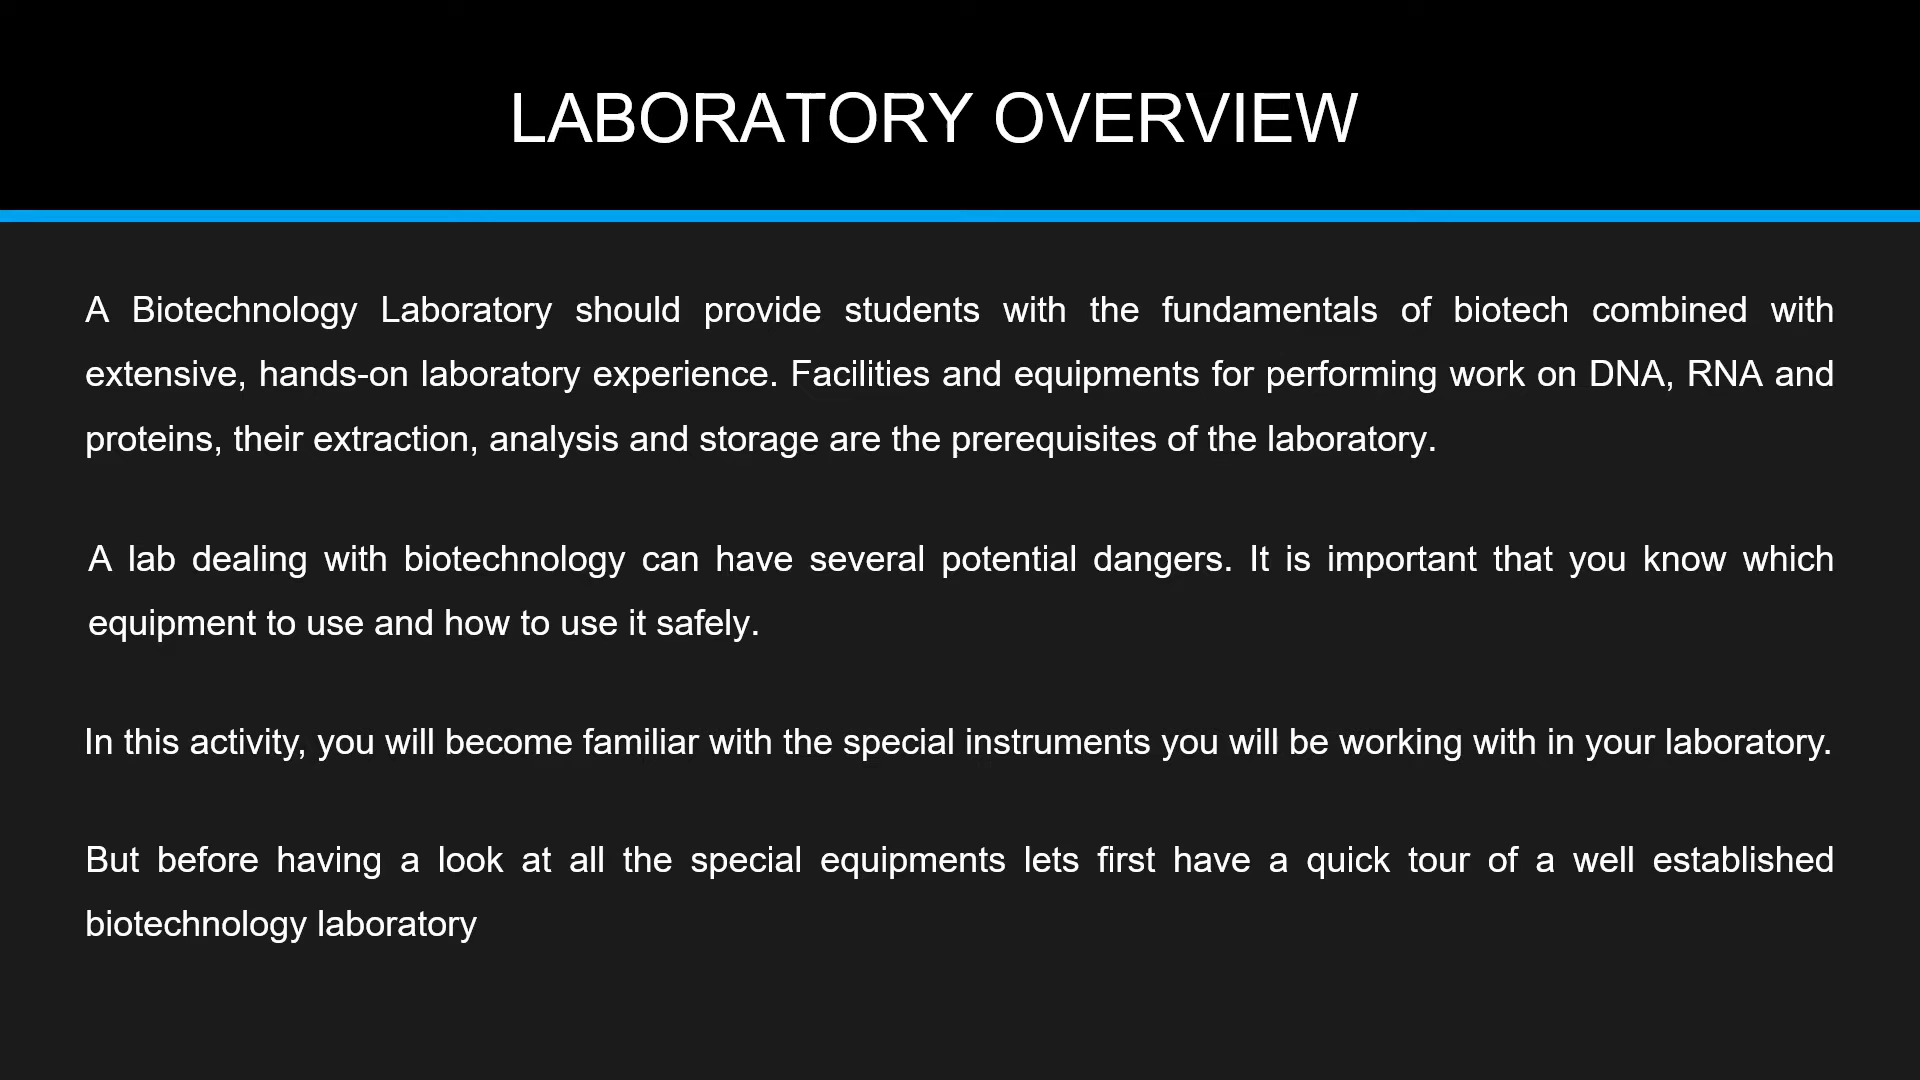 LABORATORY OVERVIEW
A Biotechnology Laboratory should provide students with the fundamentals of biotech combined with
extensive, hands-on laboratory experience. Facilities and equipments for performing work on DNA, RNA and
proteins, their extraction, analysis and storage are the prerequisites of the laboratory.
A lab dealing with biotechnology can have several potential dangers. It is important that you know which
equipment to use and how to use it safely.
In this activity, you will become familiar with the special instruments you will be working with in your laboratory.
But before having a look at all the special equipments lets first have a quick tour of a well established
biotechnology laboratory